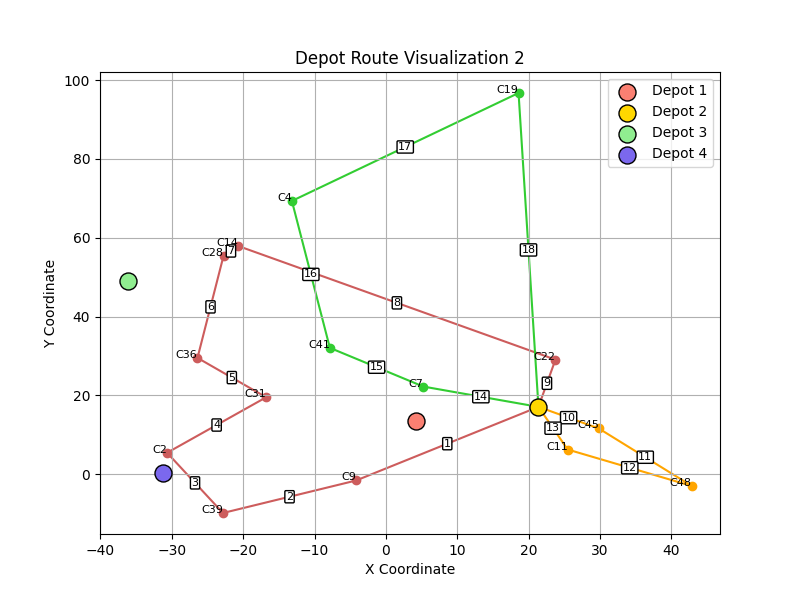 Depot Route Visualization 2
Depot 1
Depot 2
Depot 3
Depot 4
Y Coordinate
100
80
60
40
20
0
C19
17
C4
18
C14
7
C28
16
6
8
C41
C36
C22
15
5
9
C31
C7
14
10
4
13
C45
1
C2
C11
11
12
3
C9
C48
2
C39
−40
−30
−20
−10
0
10
20
30
40
X Coordinate